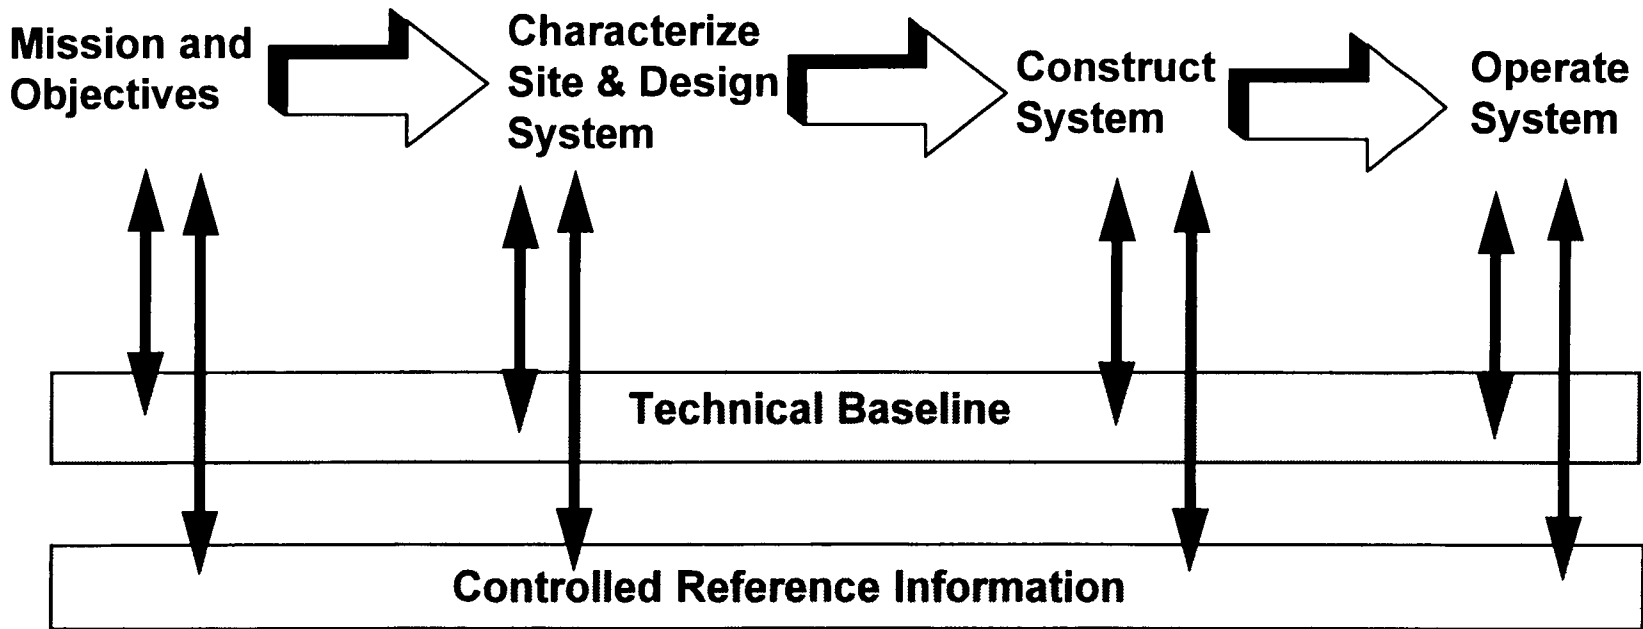 Mission and
Objectives
Characterize
Site & Design
System
Construct
System
Operate
System
Technical Baseline
Controlled Reference Information